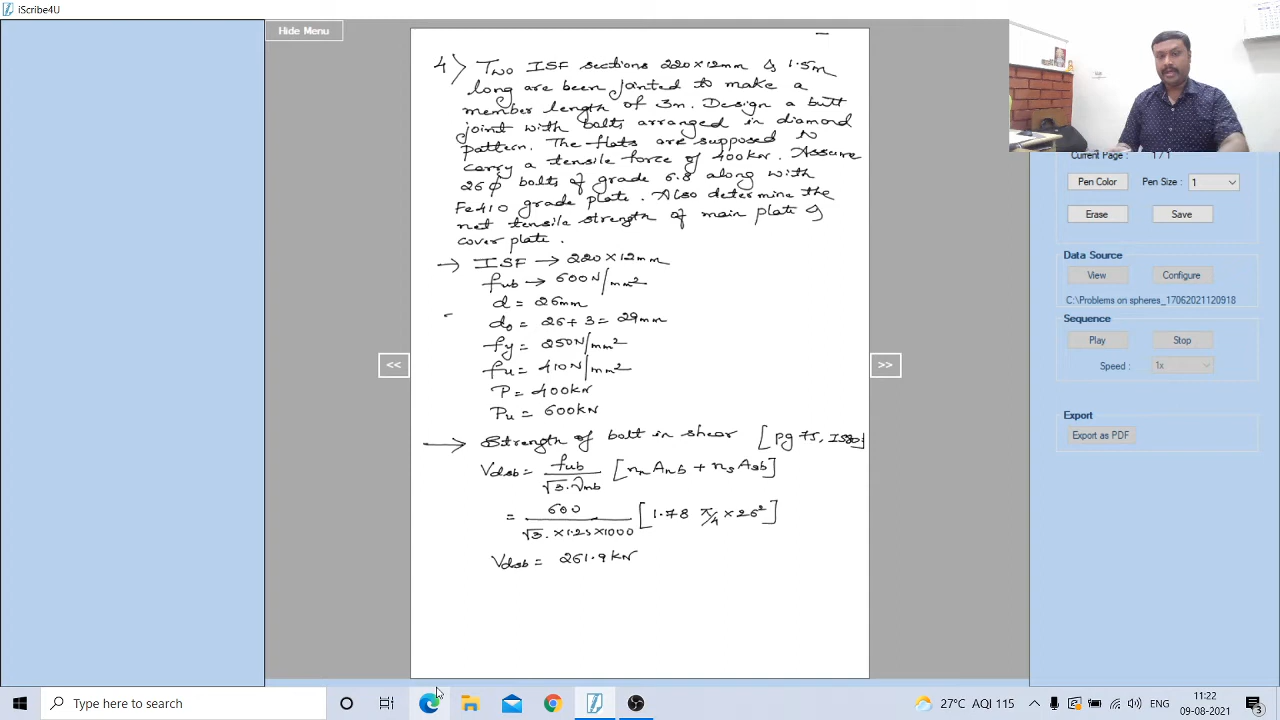 iScribe4U
Hide Menu
4) Two ISF sections 220×12mm & 1.5m
long are been jointed to make a
member length of 3m. Design a butt
joint with bolts arranged in diamond
pattern. The flats are supposed to
carry a tensile force of 400kN. Assume
26φ bolts of grade 6.8 along with
Fe410 grade plate. Also determine the
net tensile strength of main plate &
cover plate.
→ ISF → 220×12mm
fub → 600N/mm²
d = 26mm
d₀ = 26+3 = 29mm
fy = 250N/mm²
fu = 410N/mm²
P = 400kN
Pu = 600kN
→ Strength of bolt in shear [pg 75, IS800]
Vdsb = fub/√3.γmb [nn Anb + ns Asb]
= 600/√3.×1.25×1000 [1.78 π/4 × 26²]
Vdsb = 261.9kN
<<
>>
Current Page : 1 / 1
Pen Color
Pen Size : 1
Erase
Save
Data Source
View
Configure
C:\Problems on spheres_17062021120918
Sequence
Play
Stop
Speed : 1x
Export
Export as PDF
Type here to search
27°C AQI 115
ENG
11:22
09-08-2021
3